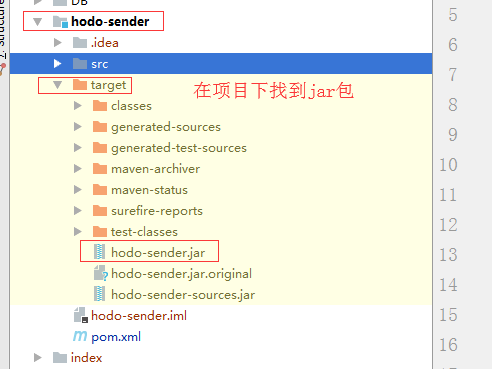 DB
hodo-sender
.idea
src
target
在项目下找到jar包
classes
generated-sources
generated-test-sources
maven-archiver
maven-status
surefire-reports
test-classes
hodo-sender.jar
hodo-sender.jar.original
hodo-sender-sources.jar
hodo-sender.iml
m pom.xml
index
5
6
7
8
9
10
11
12
13
14
15
16